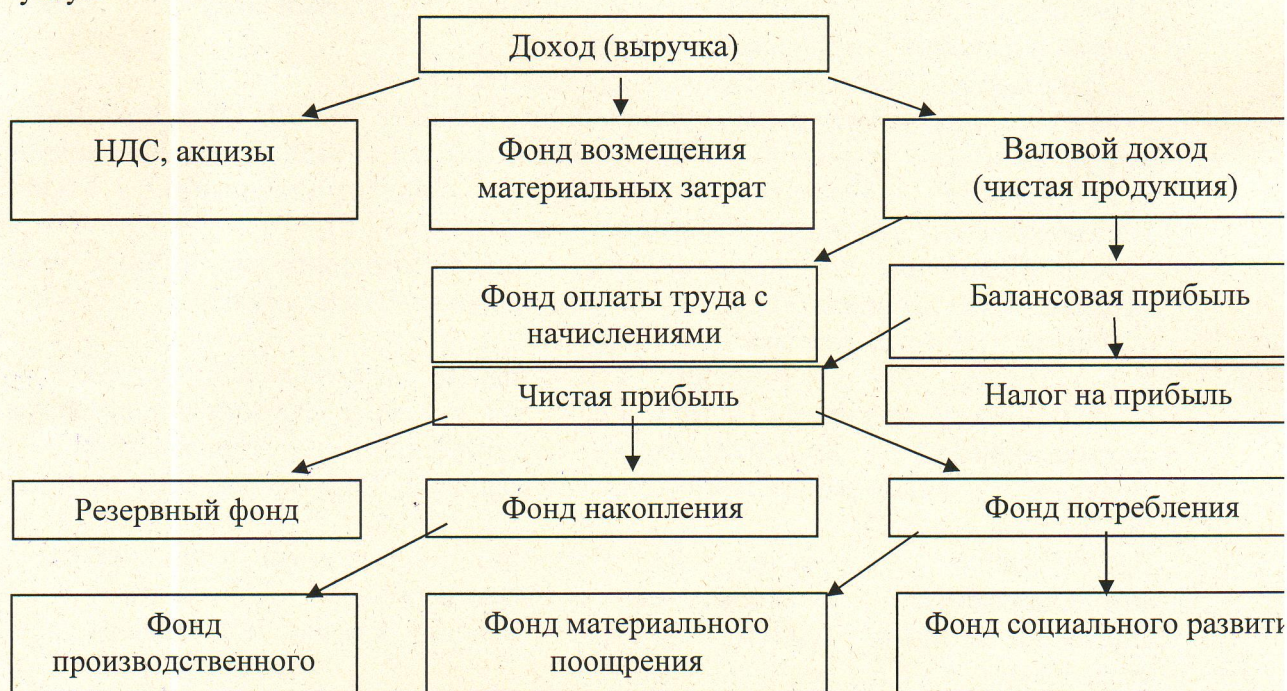 Доход (выручка)
НДС, акцизы
Фонд возмещения
материальных затрат
Валовой доход
(чистая продукция)
Фонд оплаты труда с
начислениями
Балансовая прибыль
Чистая прибыль
Налог на прибыль
Резервный фонд
Фонд накопления
Фонд потребления
Фонд
производственного
Фонд материального
поощрения
Фонд социального развити